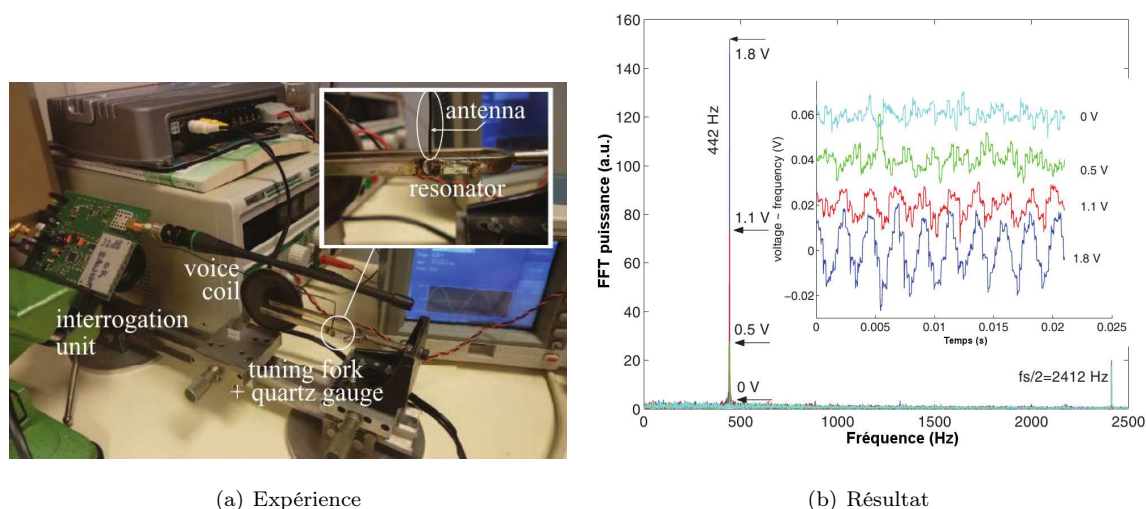 antenna
resonator
voice
coil
interrogation
unit
tuning fork
+ quartz gauge
(a) Expérience
160
140
120
100
80
60
40
20
0
FFT puissance (a.u.)
442 Hz
1.8 V
1.1 V
0.5 V
0 V
fs/2=2412 Hz
0 500 1000 1500 2000 2500
Fréquence (Hz)
voltage ~ frequency (V)
0.06
0.04
0.02
0
−0.02
0 V
0.5 V
1.1 V
1.8 V
0 0.005 0.01 0.015 0.02 0.025
Temps (s)
(b) Résultat